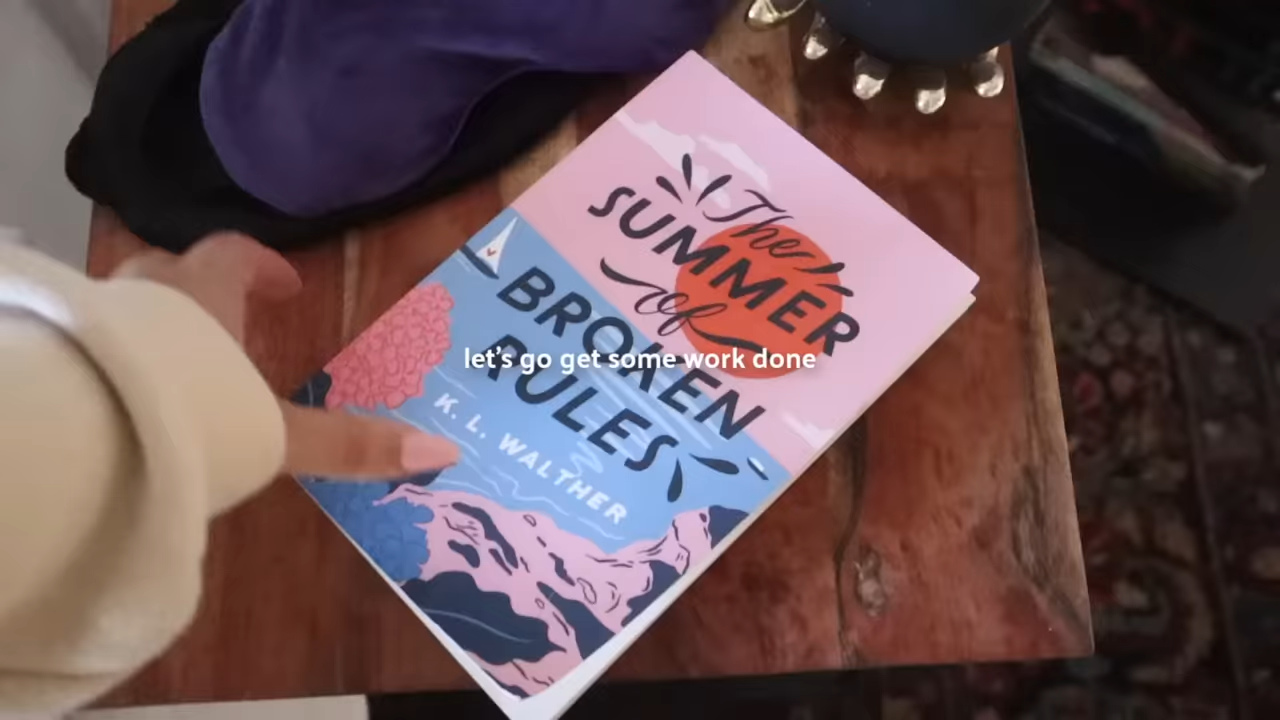 The
SUMMER
of
BROKEN
RULES
K. L. WALTHER
let's go get some work done